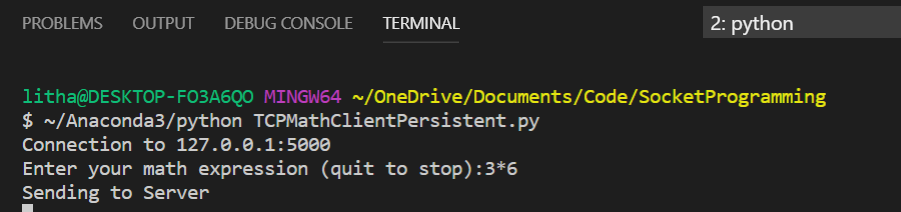 PROBLEMS OUTPUT DEBUG CONSOLE TERMINAL 2: python
litha@DESKTOP-FO3A6QO MINGW64 ~/OneDrive/Documents/Code/SocketProgramming
$ ~/Anaconda3/python TCPMathClientPersistent.py
Connection to 127.0.0.1:5000
Enter your math expression (quit to stop):3*6
Sending to Server